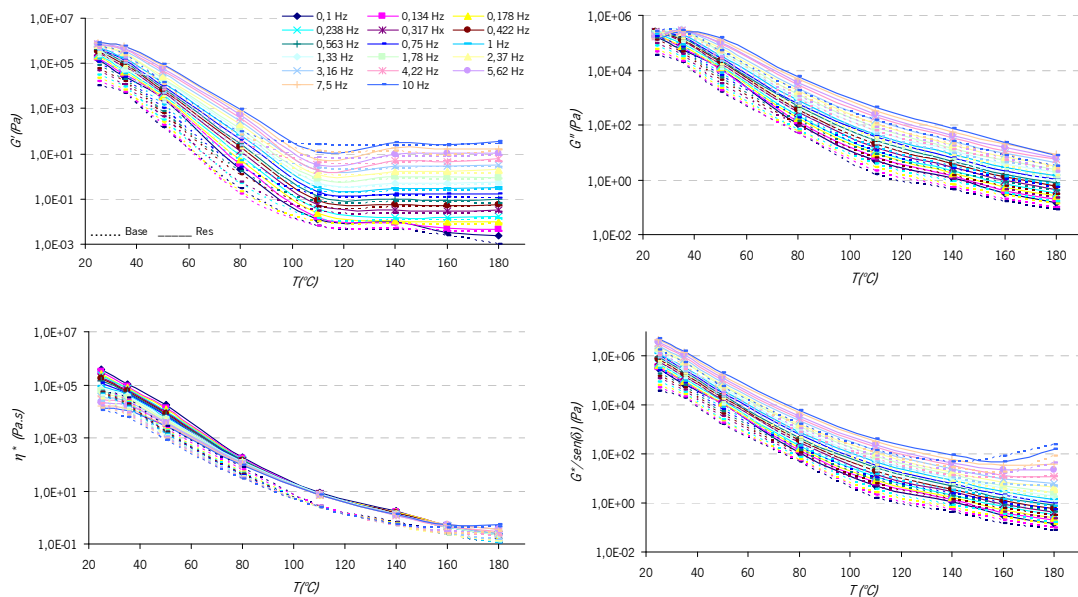 0,1 Hz 0,134 Hz 0,178 Hz
0,238 Hz 0,317 Hx 0,422 Hz
0,563 Hz 0,75 Hz 1 Hz
1,33 Hz 1,78 Hz 2,37 Hz
3,16 Hz 4,22 Hz 5,62 Hz
7,5 Hz 10 Hz
G' (Pa)
1,0E+07
1,0E+05
1,0E+03
1,0E+01
1,0E-01
1,0E-03
Base Res
20 40 60 80 100 120 140 160 180
T(°C)
G'' (Pa)
1,0E+06
1,0E+04
1,0E+02
1,0E+00
1,0E-02
20 40 60 80 100 120 140 160 180
T(°C)
η* (Pa.s)
1,0E+07
1,0E+05
1,0E+03
1,0E+01
1,0E-01
20 40 60 80 100 120 140 160 180
T(°C)
G*/sen(δ) (Pa)
1,0E+06
1,0E+04
1,0E+02
1,0E+00
1,0E-02
20 40 60 80 100 120 140 160 180
T (°C)